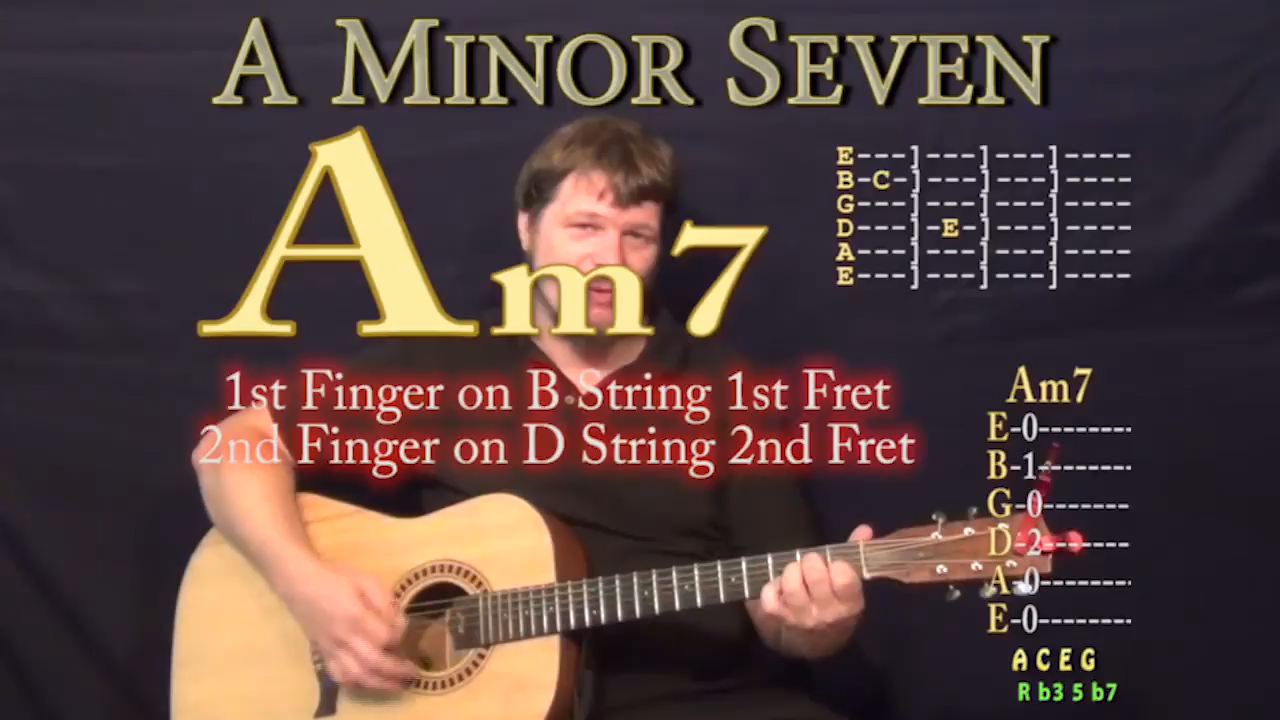 A MINOR SEVEN
Am7
E---]---]---]----
B-C-]---]---]----
G---]---]---]----
D---]-E-]---]----
A---]---]---]----
E---]---]---]----
1st Finger on B String 1st Fret
2nd Finger on D String 2nd Fret
Am7
E-0-------
B-1-------
G-0-------
D-2-------
A-0-------
E-0-------
A C E G
R b3 5 b7